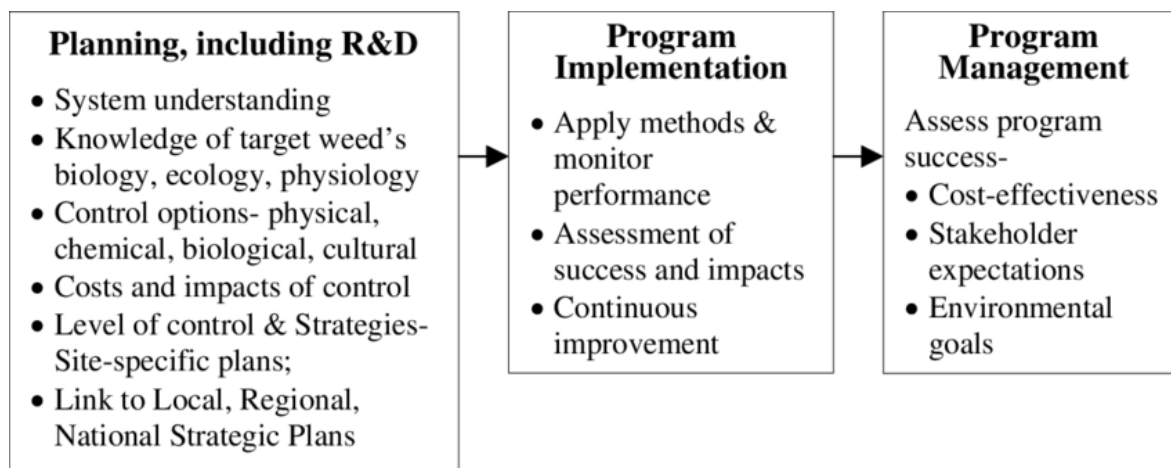 Planning, including R&D
• System understanding
• Knowledge of target weed's
biology, ecology, physiology
• Control options- physical,
chemical, biological, cultural
• Costs and impacts of control
• Level of control & Strategies-
Site-specific plans;
• Link to Local, Regional,
National Strategic Plans
Program
Implementation
• Apply methods &
monitor
performance
• Assessment of
success and impacts
• Continuous
improvement
Program
Management
Assess program
success-
• Cost-effectiveness
• Stakeholder
expectations
• Environmental
goals